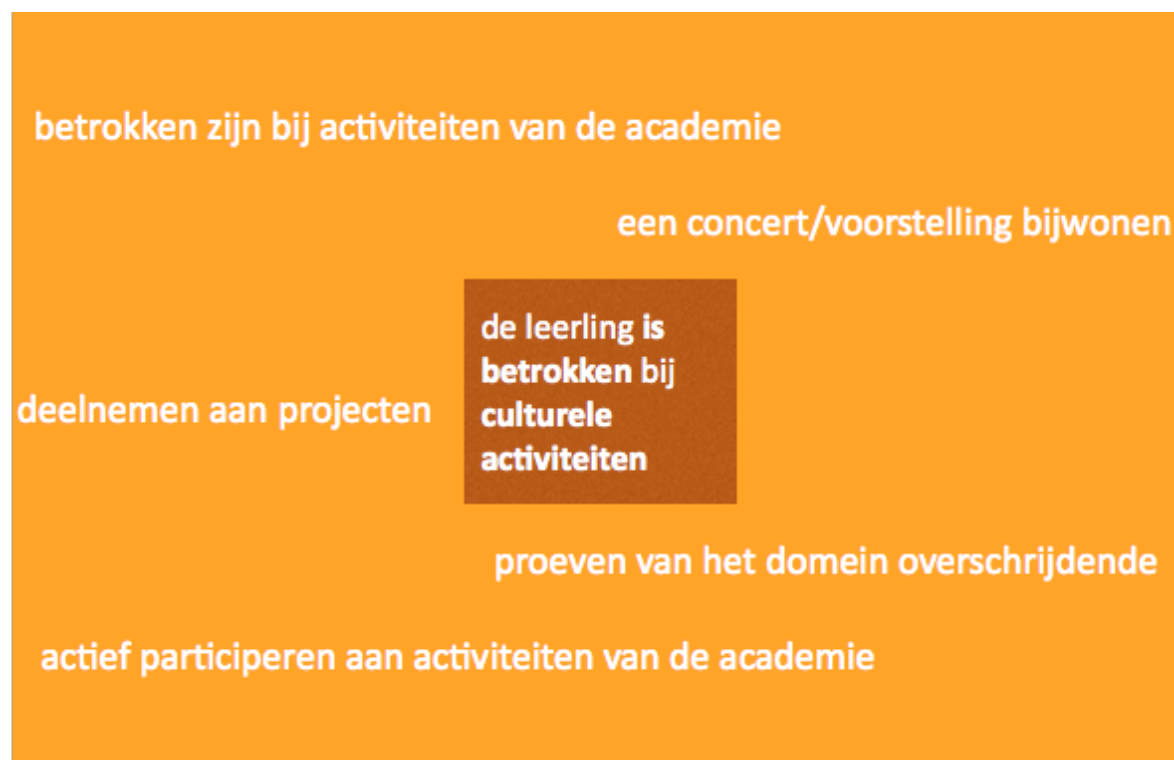 betrokken zijn bij activiteiten van de academie
een concert/voorstelling bijwonen
de leerling is
betrokken bij
culturele
activiteiten
deelnemen aan projecten
proeven van het domein overschrijdende
actief participeren aan activiteiten van de academie